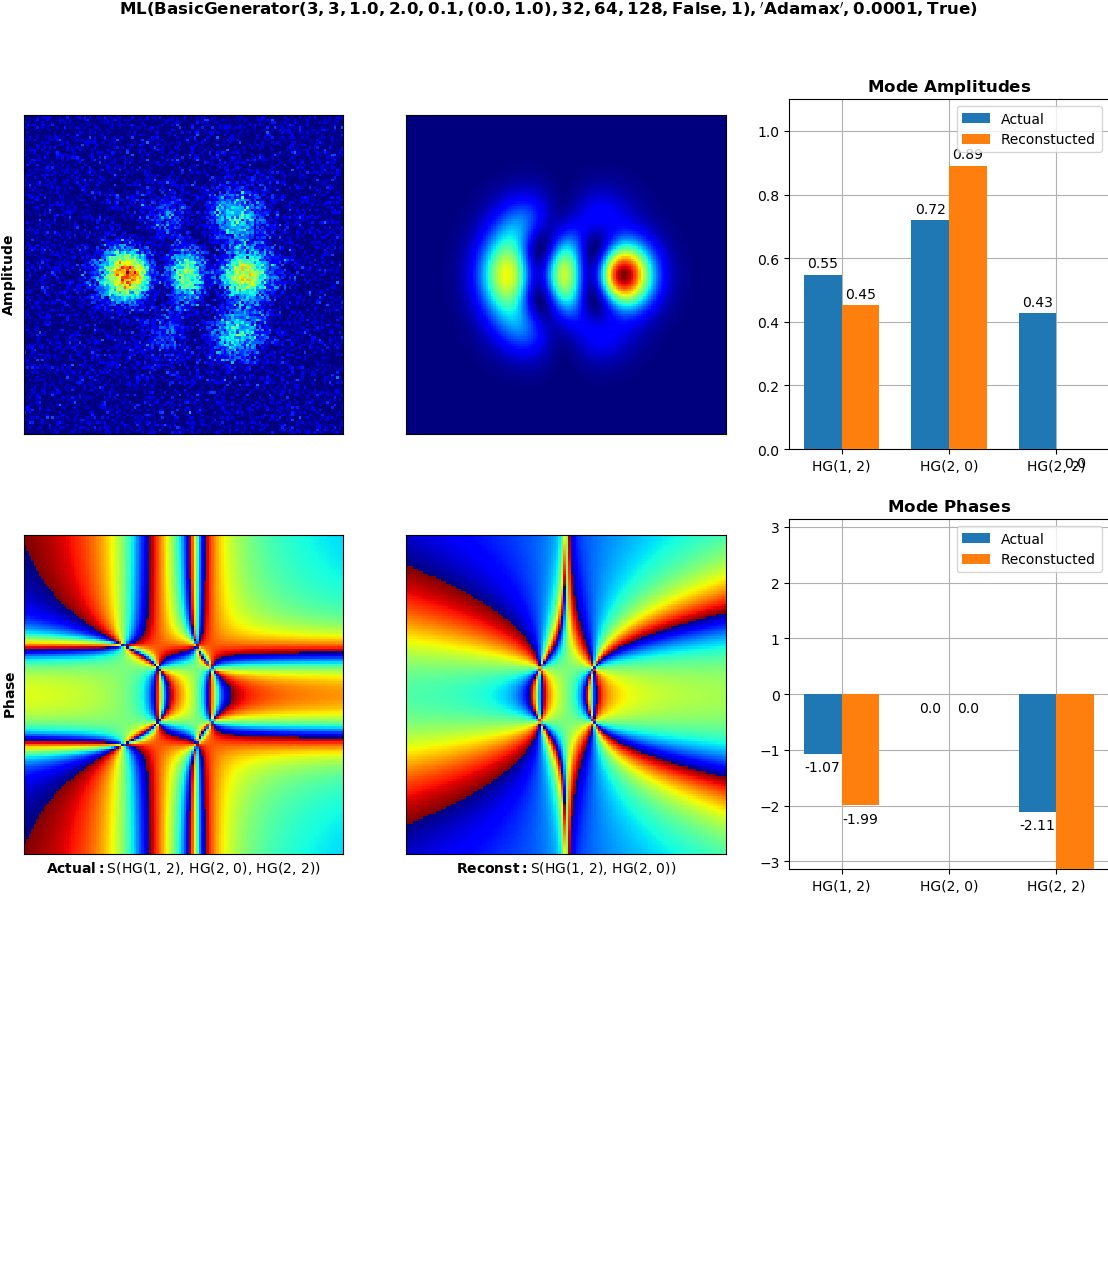 ML(BasicGenerator(3, 3, 1.0, 2.0, 0.1, (0.0, 1.0), 32, 64, 128, False, 1), 'Adamax', 0.0001, True)
Amplitude
Mode Amplitudes
Actual
Reconstucted
1.0
0.8
0.6
0.4
0.2
0.0
0.55
0.45
0.72
0.89
0.43
0.0
HG(1, 2)
HG(2, 0)
HG(2, 2)
Phase
Actual: S(HG(1, 2), HG(2, 0), HG(2, 2))
Reconst: S(HG(1, 2), HG(2, 0))
Mode Phases
Actual
Reconstucted
3
2
1
0
−1
−2
−3
-1.07
-1.99
0.0
0.0
-2.11
HG(1, 2)
HG(2, 0)
HG(2, 2)